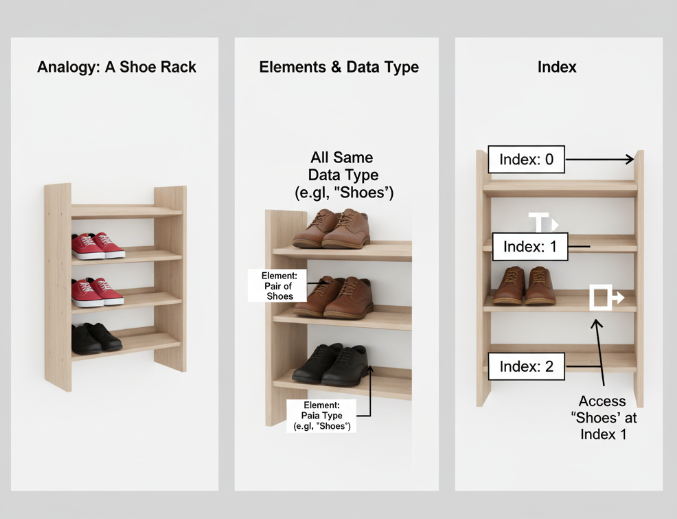 Analogy: A Shoe Rack
Elements & Data Type
All Same
Data Type
(e.gl, "Shoes')
Element:
Pair of
Shoes
Element:
Paia Type
(e.gl, "Shoes")
Index
Index: 0
Index: 1
Index: 2
Access
“Shoes’ at
Index 1